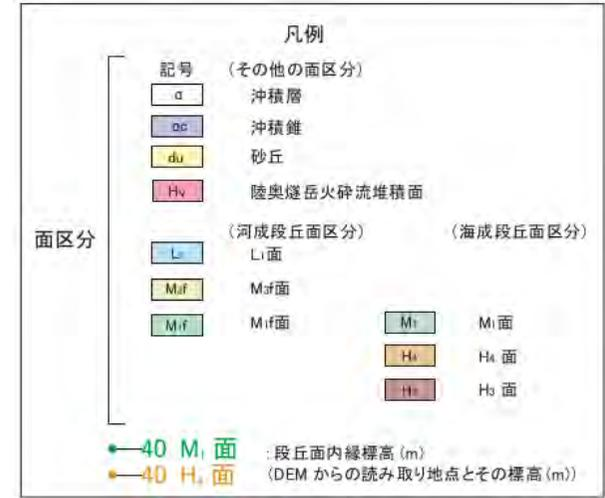 凡例
記号 (その他の面区分)
a 沖積層
ac 沖積錐
du 砂丘
Hv 陸奥燧岳火砕流堆積面
面区分
(河成段丘面区分) (海成段丘面区分)
L₁面
M₂f M₂f面
M₁f M₁f面 M₁ M₁面
H₄ H₄面
H₃ H₃面
40 M₁ 面 :段丘面内縁標高(m)
40 H₄ 面 (DEM からの読み取り地点とその標高(m))